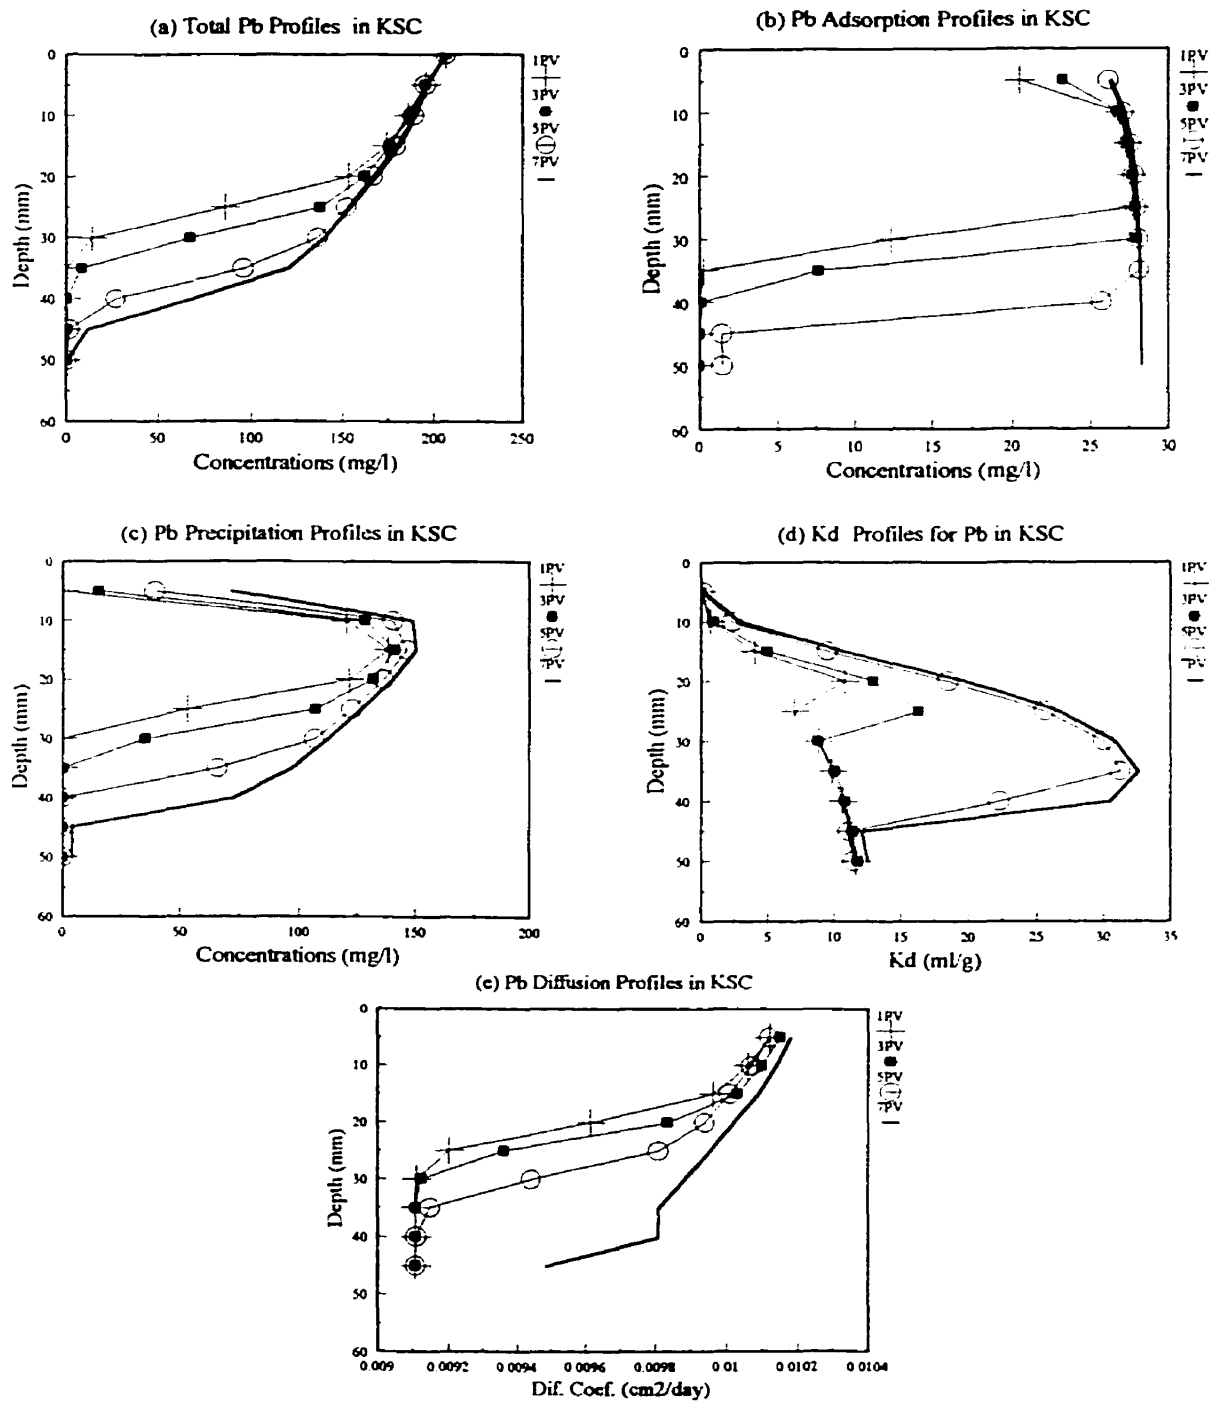 (a) Total Pb Profiles in KSC
0
10
20
30
40
50
60
Depth (mm)
0 50 100 150 200 250
Concentrations (mg/l)
1PV
3PV
5PV
7PV
(b) Pb Adsorption Profiles in KSC
0
10
20
30
40
50
60
Depth (mm)
0 5 10 15 20 25 30
Concentrations (mg/l)
1PV
3PV
5PV
7PV
(c) Pb Precipitation Profiles in KSC
0
10
20
30
40
50
60
Depth (mm)
0 50 100 150 200
Concentrations (mg/l)
1PV
3PV
5PV
7PV
(d) Kd Profiles for Pb in KSC
0
10
20
30
40
50
60
Depth (mm)
0 5 10 15 20 25 30 35
Kd (ml/g)
1PV
3PV
5PV
7PV
(e) Pb Diffusion Profiles in KSC
0
10
20
30
40
50
60
Depth (mm)
0.009 0.0092 0.0094 0.0096 0.0098 0.01 0.0102 0.0104
Dif. Coef. (cm2/day)
1PV
3PV
5PV
7PV